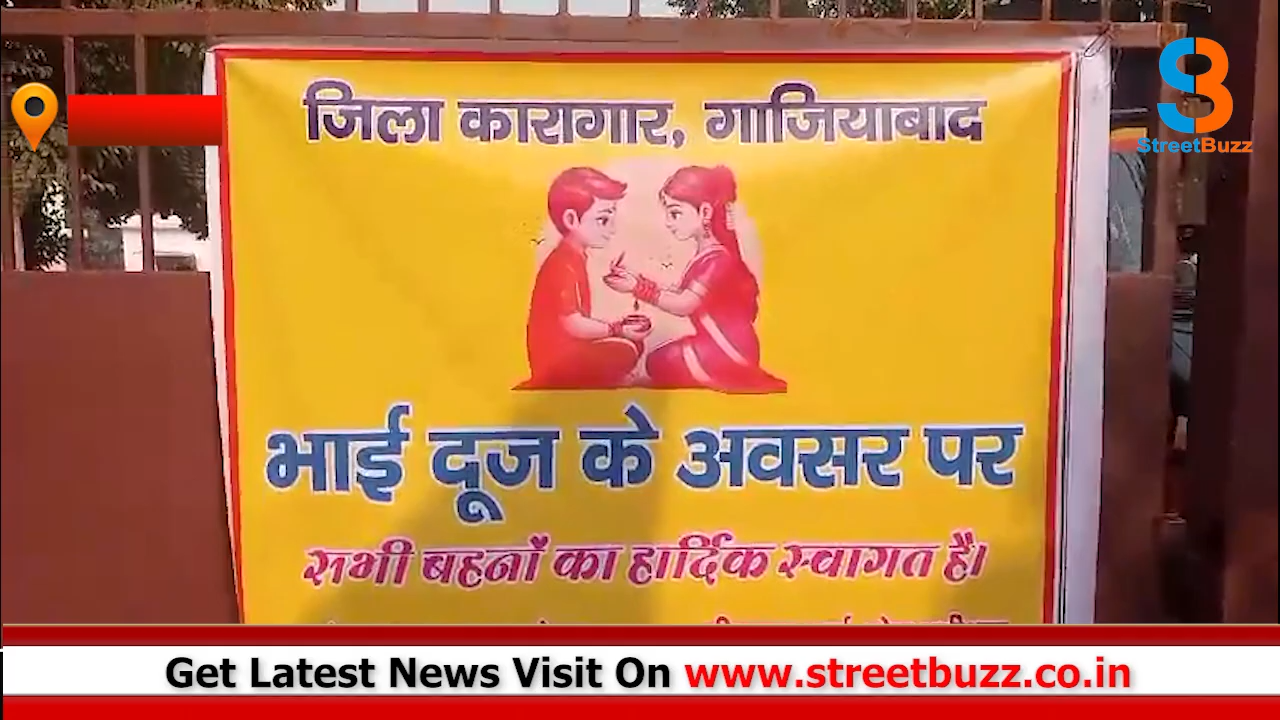 जिला कारागार, गाजियाबाद
StreetBuzz
भाई दूज के अवसर पर
सभी बहनों का हार्दिक स्वागत है।
Get Latest News Visit On www.streetbuzz.co.in